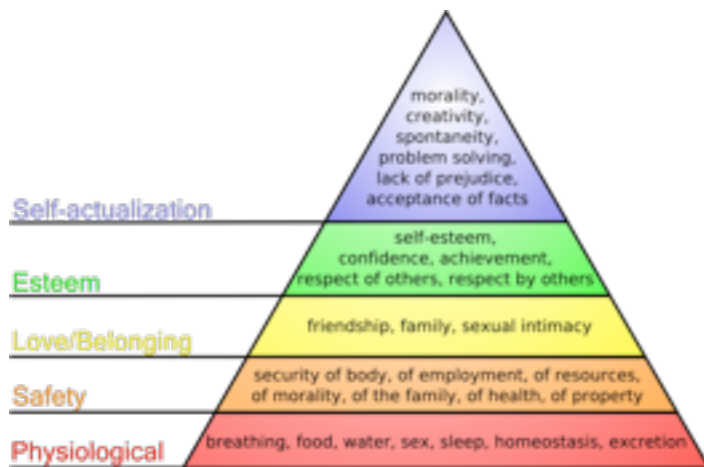 morality,
creativity,
spontaneity,
problem solving,
lack of prejudice,
acceptance of facts
Self-actualization
self-esteem,
confidence, achievement,
respect of others, respect by others
Esteem
friendship, family, sexual intimacy
Love/Belonging
security of body, of employment, of resources,
of morality, of the family, of health, of property
Safety
breathing, food, water, sex, sleep, homeostasis, excretion
Physiological